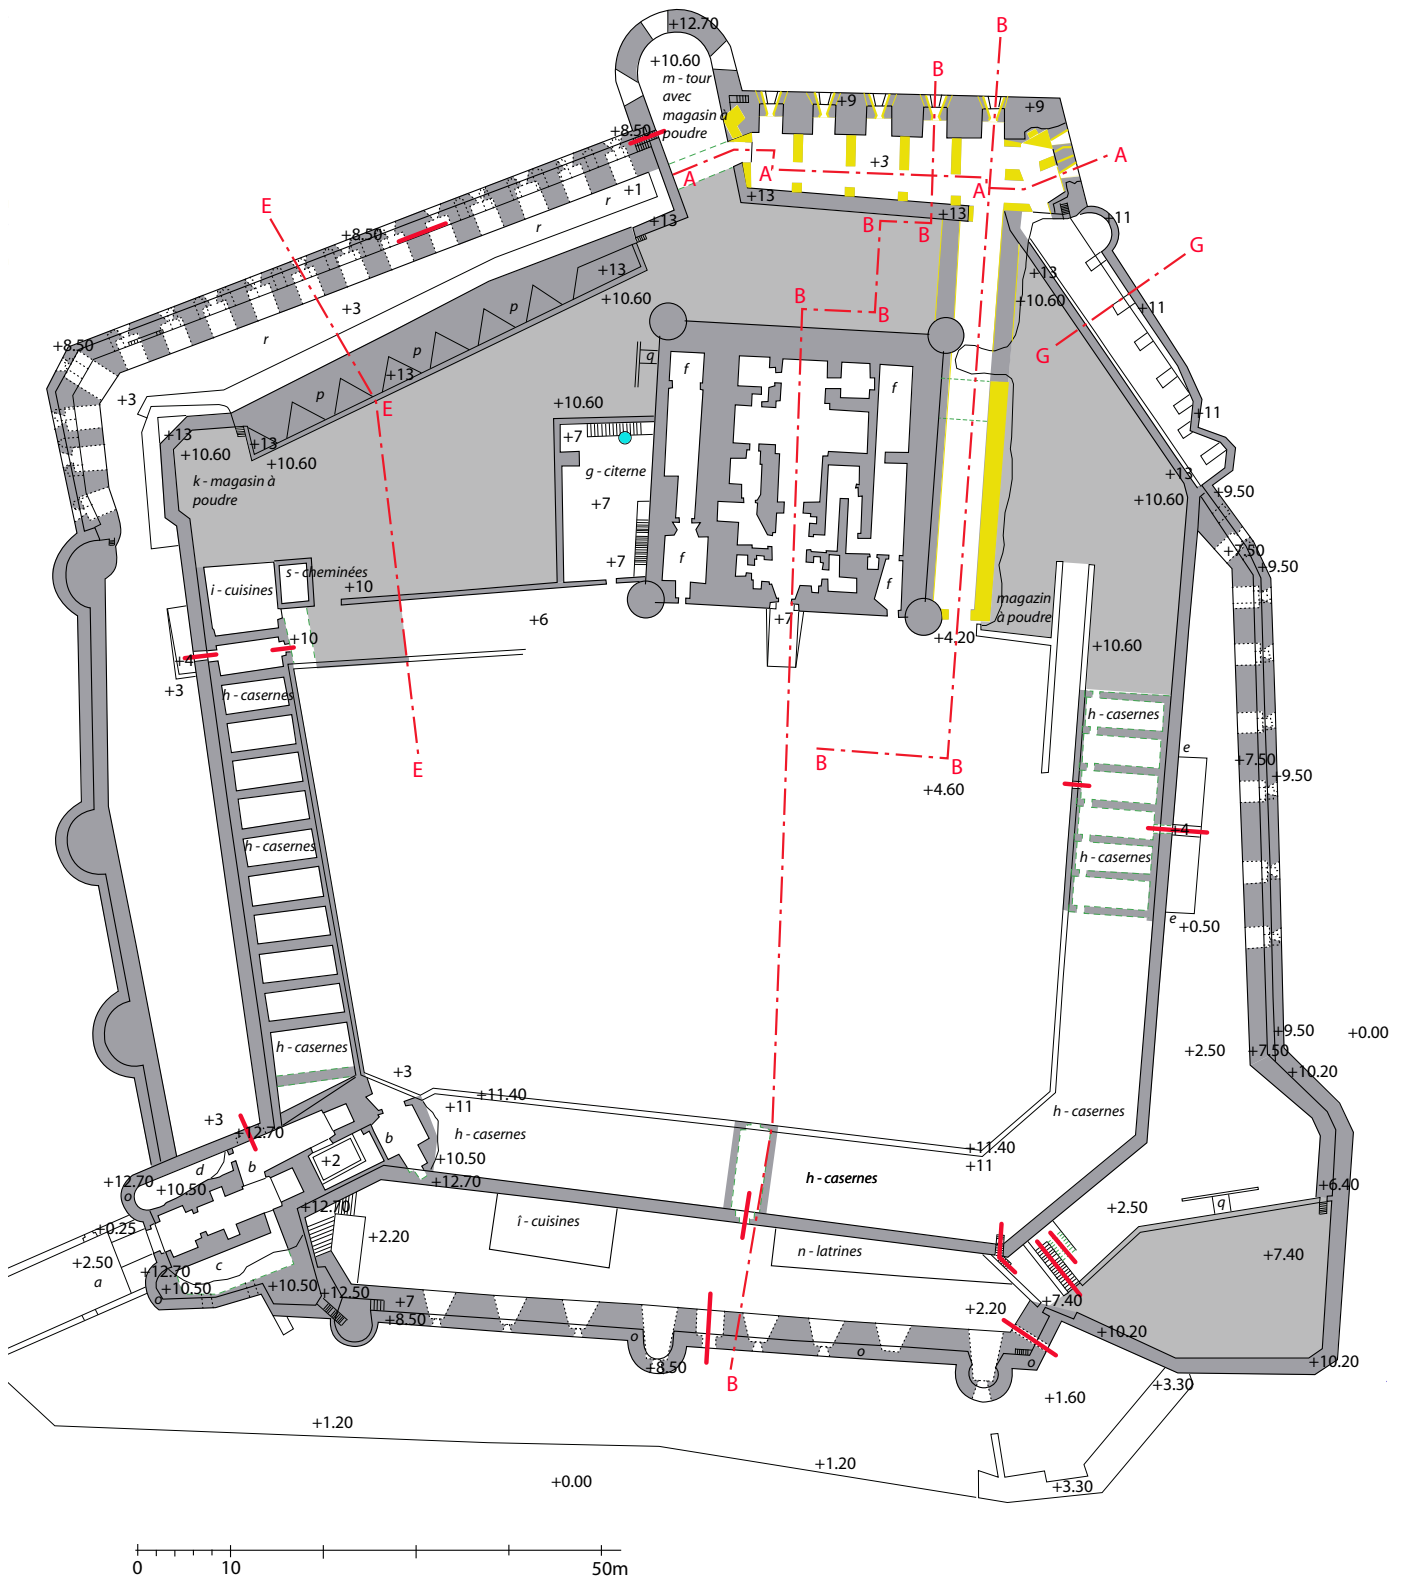 +12.70
B
+10.60
m - tour
avec
magasin à
poudre
B
+9
+9
+8.50
A
A
+3
A
A
+1
r
+13
+13
+11
E
+8.50
r
+13
B
B
G
+13
+13
+10.60
+10.60
+3
p
B
B
+11
r
+8.50
p
q
f
f
G
+13
p
+3
E
+10.60
+11
+13
+13
+7
+10.60
+10.60
g - citerne
+13
k - magasin à
poudre
+7
+10.60
+9.50
f
+7
+7.50
+9.50
s - cheminées
i - cuisines
+10
f
magazin
à poudre
+6
+7
+10
+4.20
+10.60
+4
+3
h - casernes
h - casernes
e
B
B
E
+7.50
+9.50
+4.60
+4
h - casernes
h - casernes
e
+0.50
+9.50
+0.00
h - casernes
+2.50
+7.50
+10.20
+3
+11.40
+11
h - casernes
+3
+12.70
h - casernes
b
+11.40
+11
+2
d
b
+10.50
+12.70
+10.50
+12.70
o
h - casernes
+6.40
+12.70
q
+2.50
+0.25
î - cuisines
+2.20
n - latrines
+7.40
+2.50
a
c
+12.70
+10.50
+10.50
+12.50
o
+7
+7.40
+2.20
+8.50
+10.20
o
o
o
+8.50
+10.20
B
+3.30
+1.60
+1.20
+1.20
+0.00
+3.30
0
10
50m